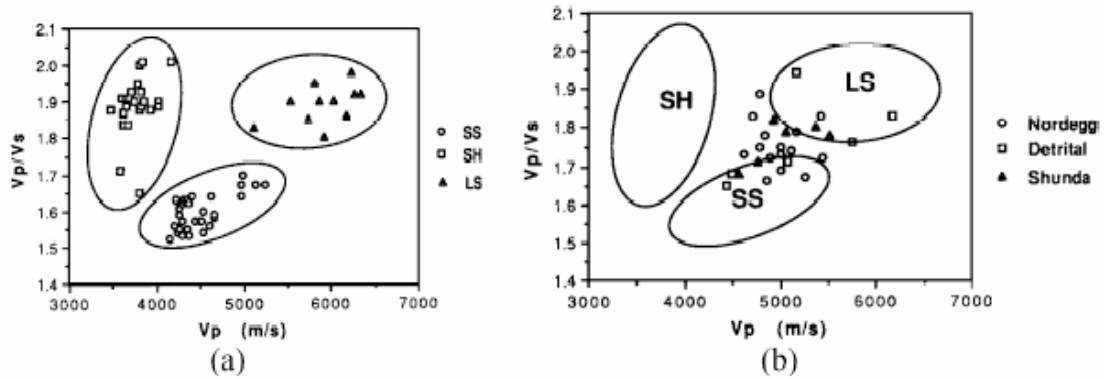 2.1
2.0
1.9
1.8
1.7
1.6
1.5
1.4
Vp/Vs
3000 4000 5000 6000 7000
Vp (m/s)
SS
SH
LS
(a)
2.1
2.0
1.9
1.8
1.7
1.6
1.5
1.4
Vp/Vs
SH
LS
SS
3000 4000 5000 6000 7000
Vp (m/s)
Nordegg
Detrital
Shunda
(b)